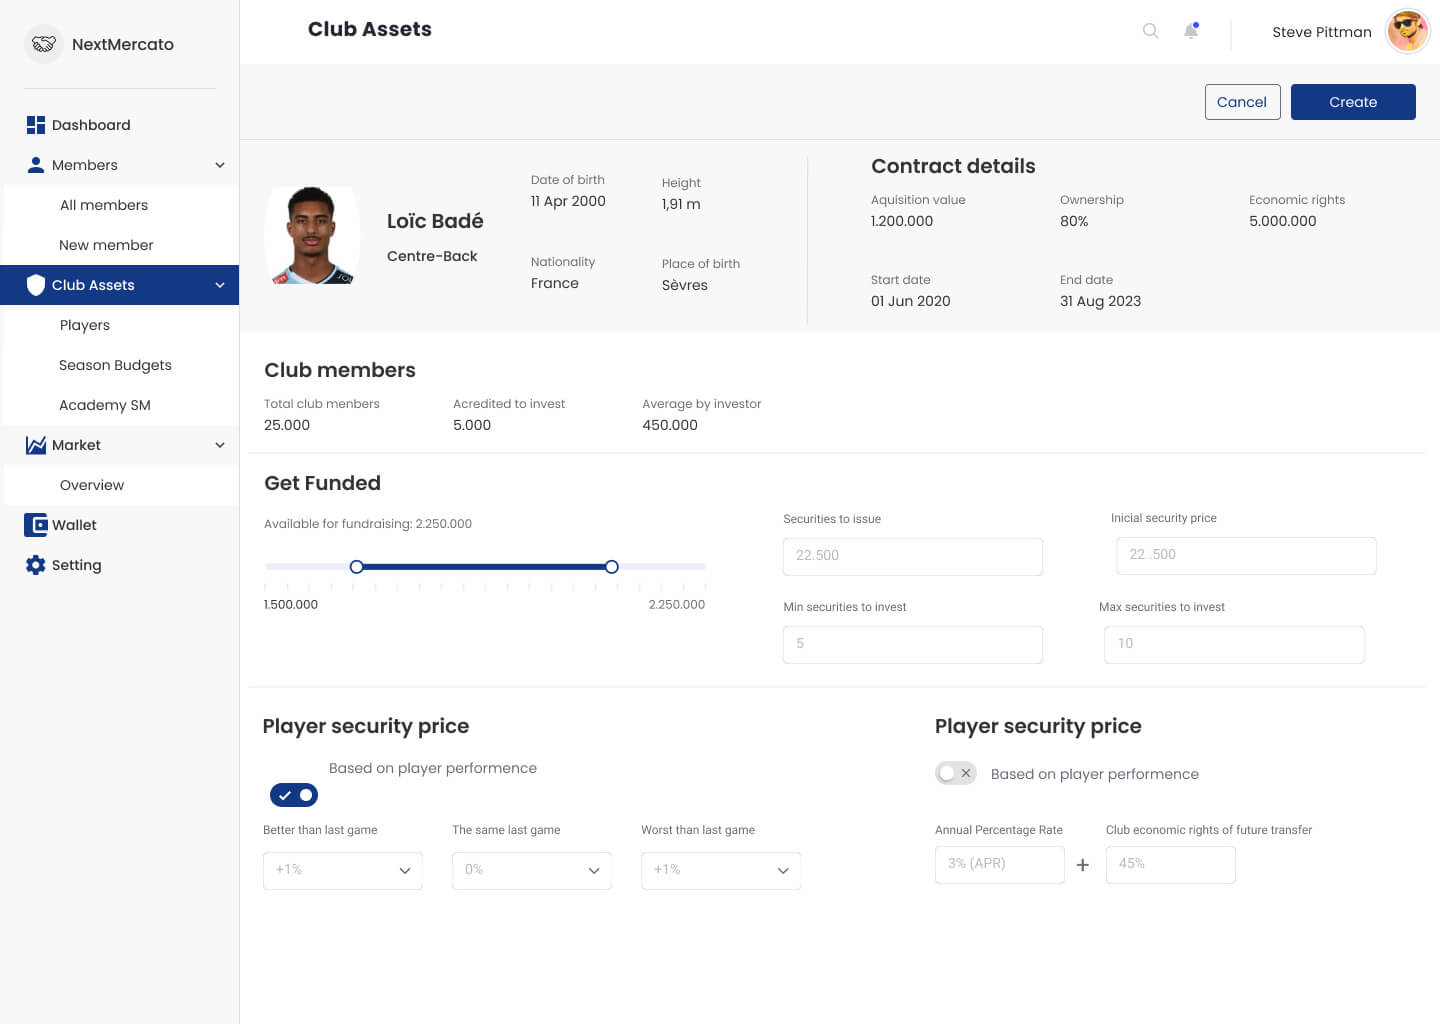 NextMercato
Club Assets
Steve Pittman
Cancel
Create
Dashboard
Members
All members
New member
Club Assets
Players
Season Budgets
Academy SM
Market
Overview
Wallet
Setting
Loïc Badé
Centre-Back
Date of birth
11 Apr 2000
Height
1,91 m
Nationality
France
Place of birth
Sèvres
Contract details
Aquisition value
1.200.000
Ownership
80%
Economic rights
5.000.000
Start date
01 Jun 2020
End date
31 Aug 2023
Club members
Total club menbers
25.000
Acredited to invest
5.000
Average by investor
450.000
Get Funded
Available for fundraising: 2.250.000
1.500.000
2.250.000
Securities to issue
22.500
Inicial security price
22 .500
Min securities to invest
5
Max securities to invest
10
Player security price
Based on player performence
Better than last game
+1%
The same last game
0%
Worst than last game
+1%
Player security price
Based on player performence
Annual Percentage Rate
3% (APR)
+
Club economic rights of future transfer
45%